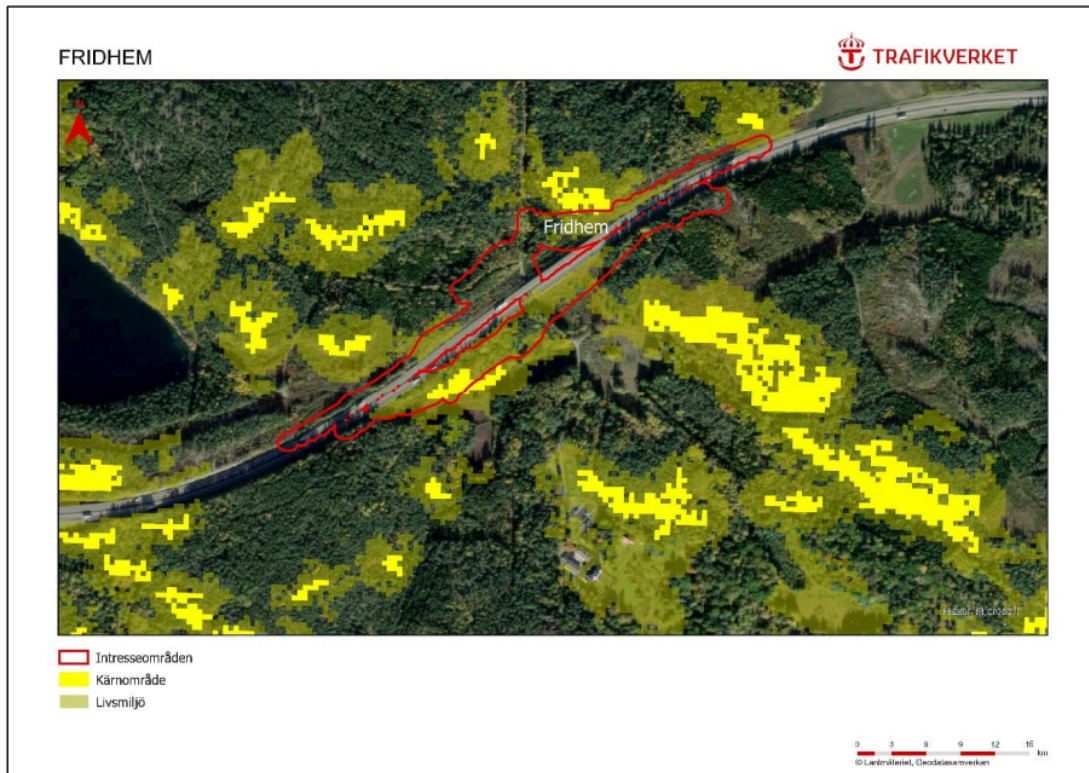 FRIDHEM
TRAFIKVERKET
Fridhem
Intresseområden
Kärnområde
Livsmiljö
0 3 6 9 12 15
km
© Lantmäteriet, Geodatasamverkan